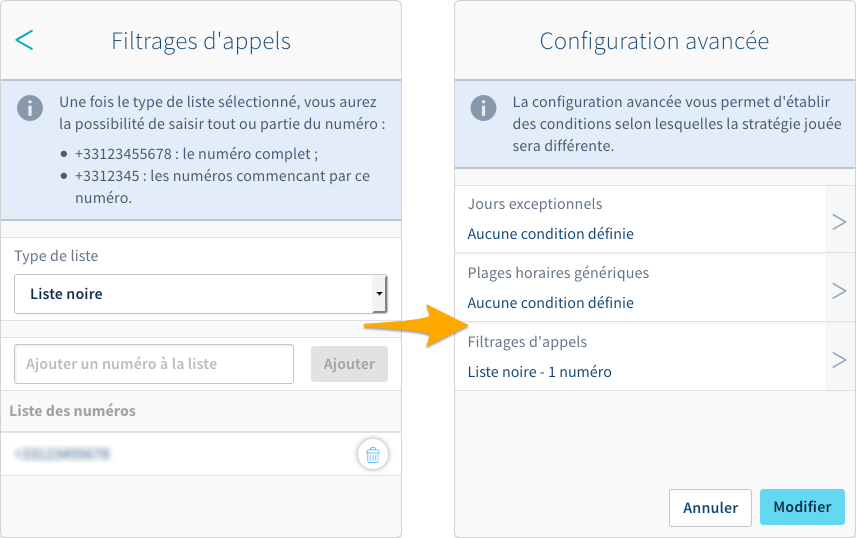 Filtrages d'appels
Une fois le type de liste sélectionné, vous aurez
la possibilité de saisir tout ou partie du numéro :
+33123455678 : le numéro complet ;
+3312345 : les numéros commencant par ce
numéro.
Type de liste
Liste noire
Ajouter un numéro à la liste
Ajouter
Liste des numéros
Configuration avancée
La configuration avancée vous permet d'établir
des conditions selon lesquelles la stratégie jouée
sera différente.
Jours exceptionnels
Aucune condition définie
Plages horaires génériques
Aucune condition définie
Filtrages d'appels
Liste noire - 1 numéro
Annuler
Modifier